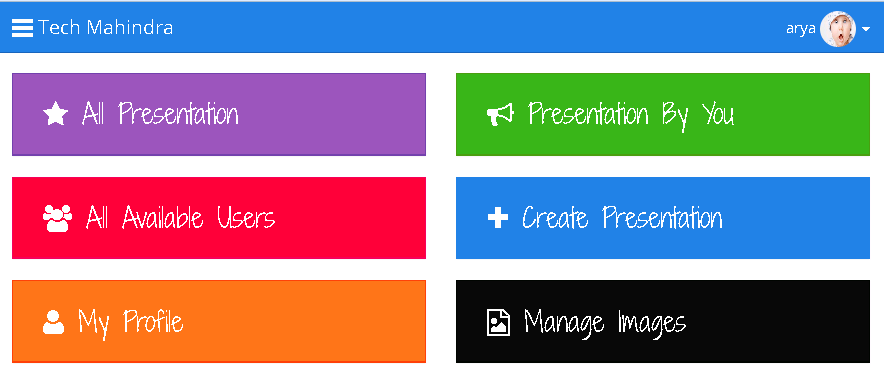 Tech Mahindra
arya
All Presentation
Presentation By You
All Available Users
Create Presentation
My Profile
Manage Images